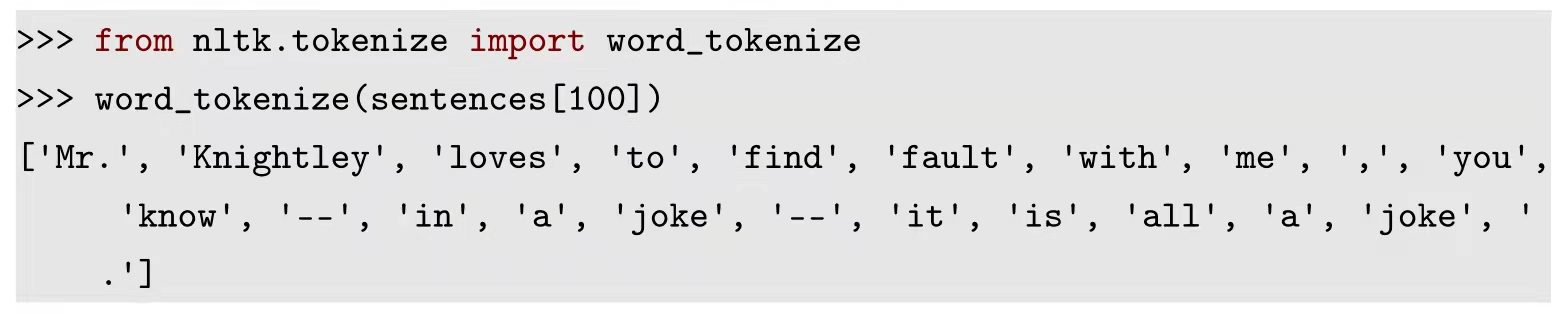 >>> from nltk.tokenize import word_tokenize
>>> word_tokenize(sentences[100])
['Mr.', 'Knightley', 'loves', 'to', 'find', 'fault', 'with', 'me', ',', 'you',
'know', '--', 'in', 'a', 'joke', '--', 'it', 'is', 'all', 'a', 'joke', '
.']